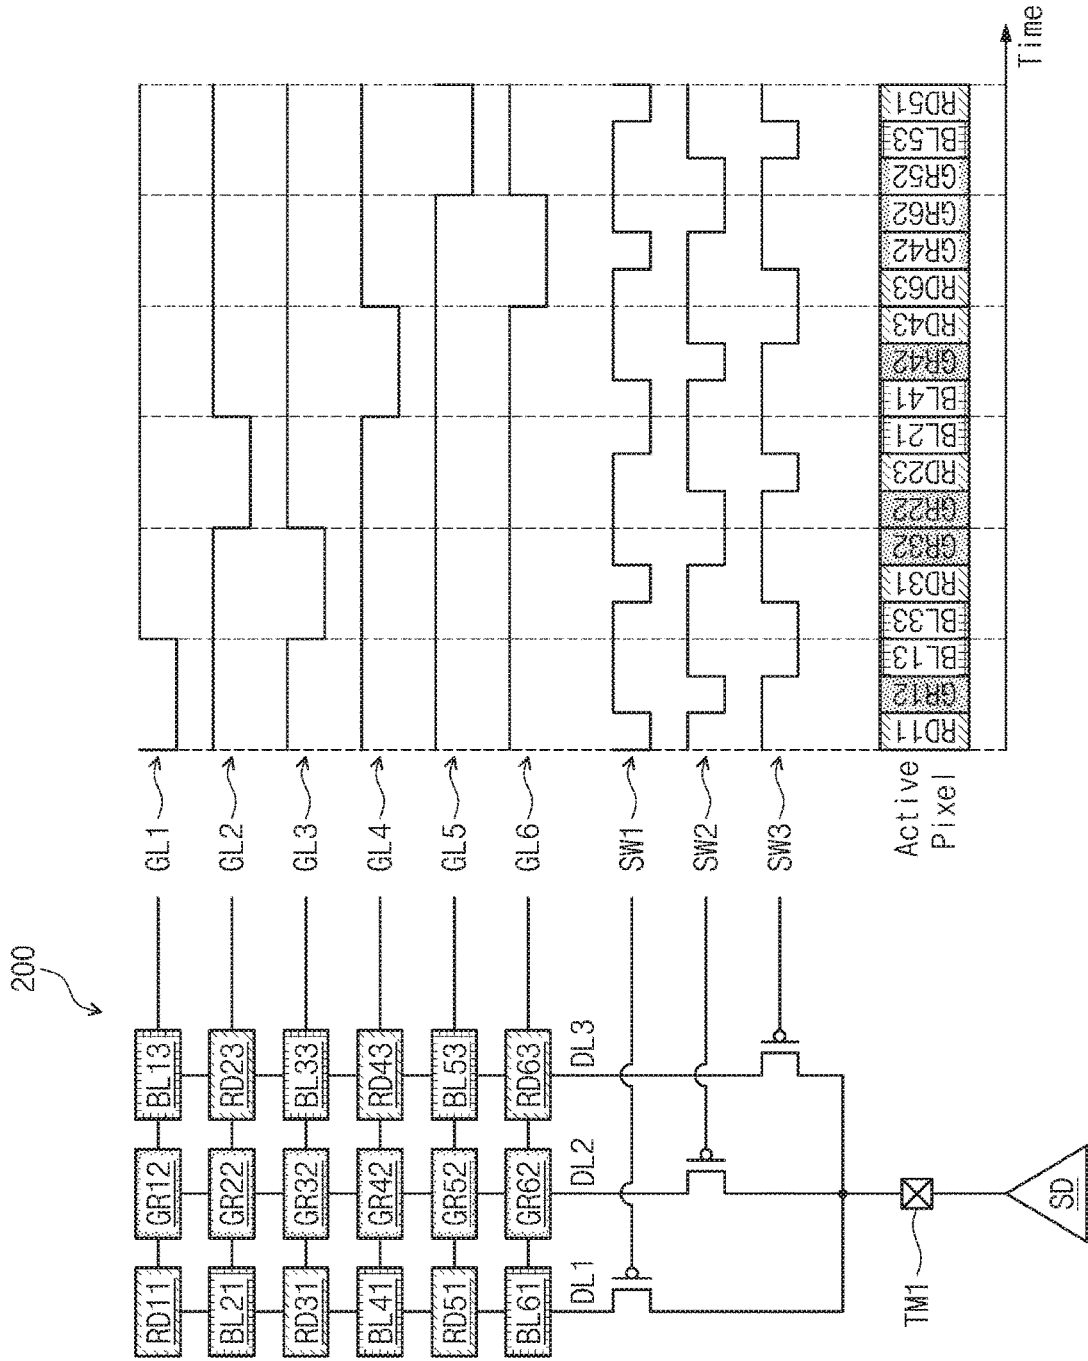 200
RD11 GR12 BL13
BL21 GR22 RD23
RD31 GR32 BL33
BL41 GR42 RD43
RD51 GR52 BL53
BL61 GR62 RD63
DL1 DL2 DL3
TM1
SD
GL1
GL2
GL3
GL4
GL5
GL6
SW1
SW2
SW3
Active
Pixel
RD11 GR12 BL13 BL33 RD31 GR32 GR22 RD23 BL21 BL41 GR42 RD43 RD63 GR42 GR62 GR52 BL53 RD51
Time